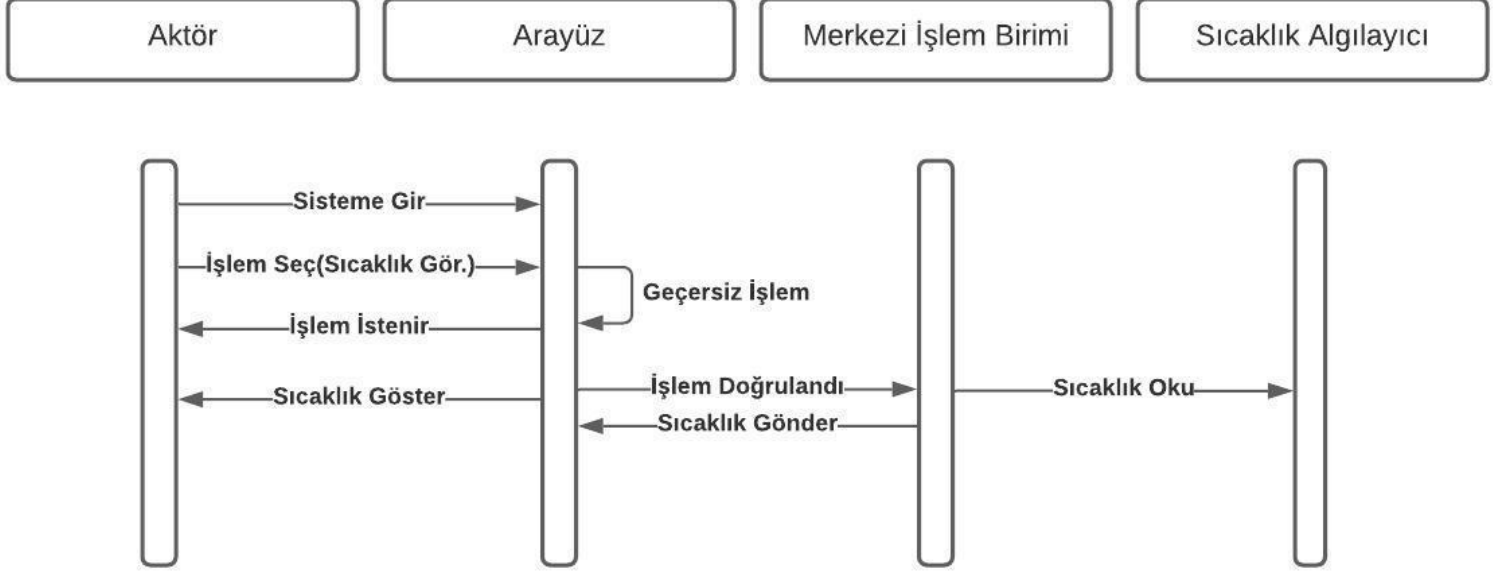 Aktör
Arayüz
Merkezi İşlem Birimi
Sıcaklık Algılayıcı
Sisteme Gir
İşlem Seç(Sıcaklık Gör.)
Geçersiz İşlem
İşlem İstenir
İşlem Doğrulandı
Sıcaklık Oku
Sıcaklık Göster
Sıcaklık Gönder